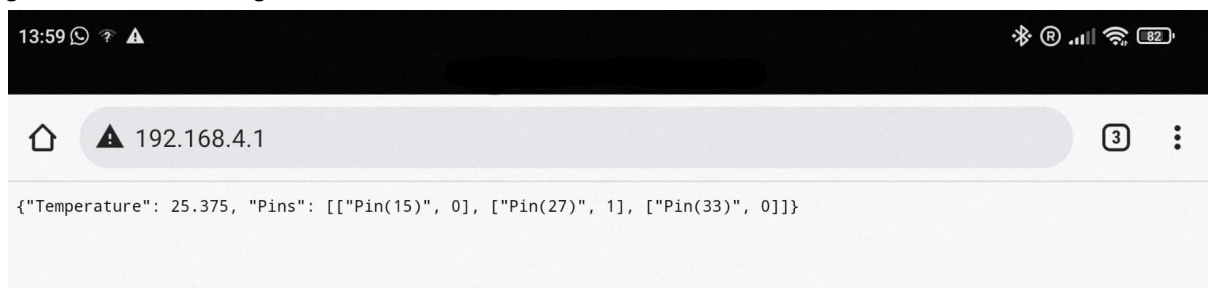 13:59
R
82
192.168.4.1
3
{"Temperature": 25.375, "Pins": [["Pin(15)", 0], ["Pin(27)", 1], ["Pin(33)", 0]]}